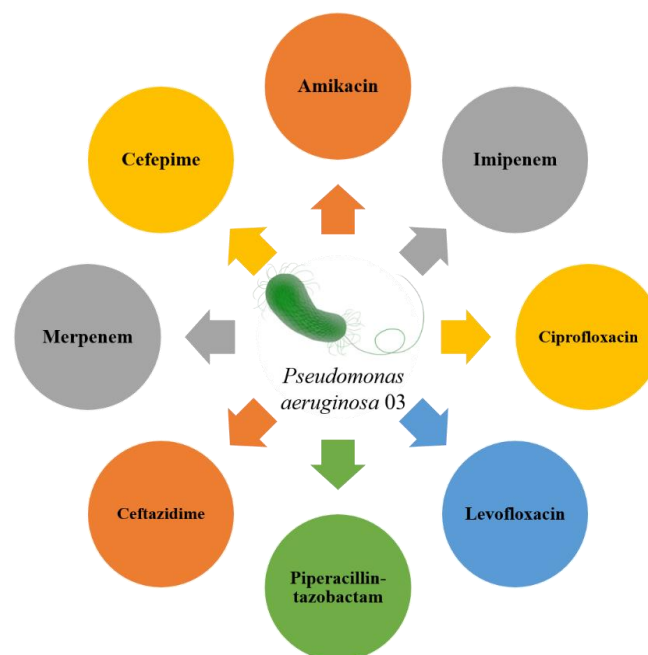 Amikacin
Cefepime
Imipenem
Merpenem
Ciprofloxacin
Pseudomonas
aeruginosa 03
Ceftazidime
Levofloxacin
Piperacillin-
tazobactam